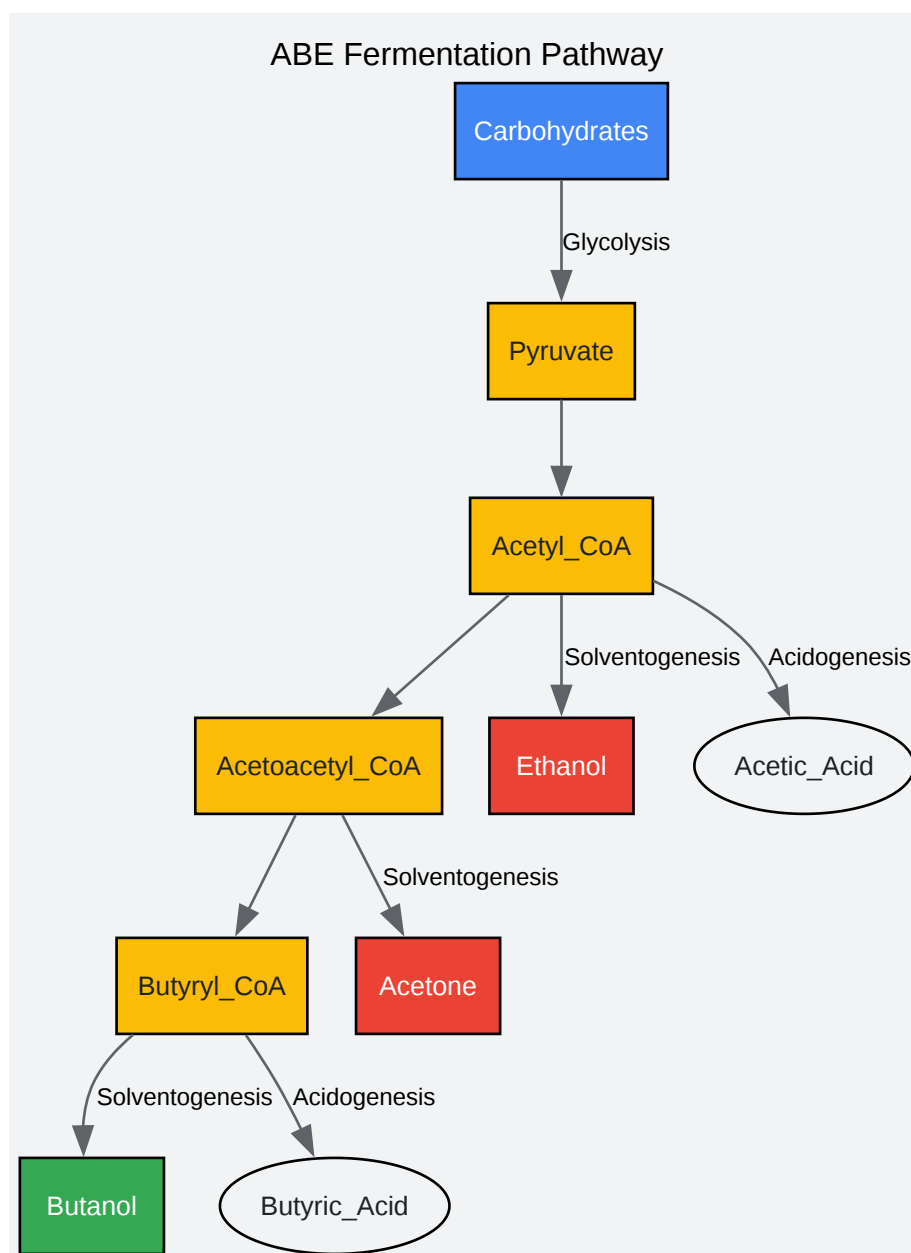 ABE Fermentation Pathway
Carbohydrates
Glycolysis
Pyruvate
Acetyl_CoA
Solventogenesis
Acidogenesis
Acetoacetyl_CoA
Ethanol
Acetic_Acid
Solventogenesis
Butyryl_CoA
Acetone
Solventogenesis
Acidogenesis
Butanol
Butyric_Acid